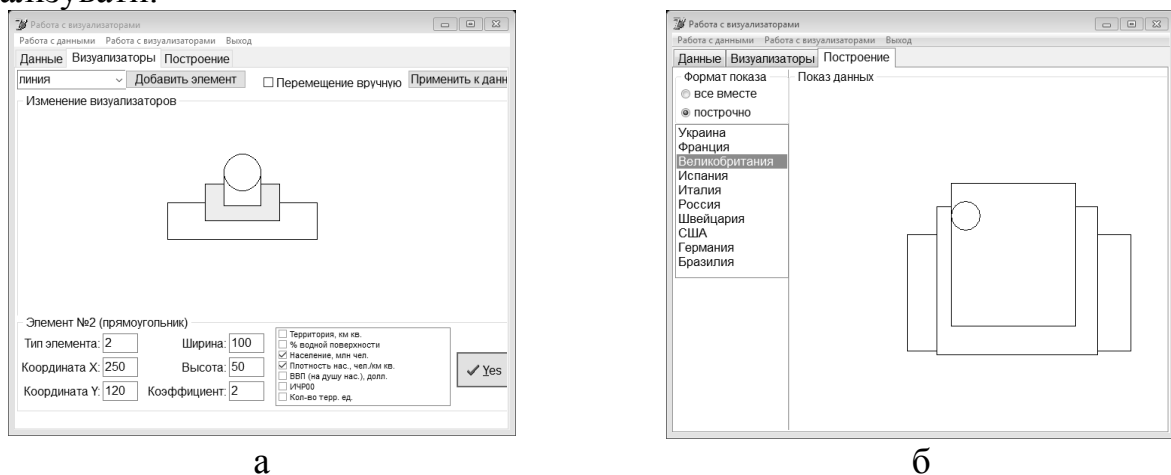 ализувати.
Работа с визуализаторами
Работа с данными Работа с визуализаторами Выход
Данные Визуализаторы Построение
линия Добавить элемент Перемещение вручную Применить к данн
Изменение визуализаторов
Элемент №2 (прямоугольник)
Тип элемента: 2 Ширина: 100
Координата X: 250 Высота: 50
Координата Y: 120 Коэффициент: 2
Территория, км кв.
% водной поверхности
Население, млн чел.
Плотность нас., чел./км кв.
ВВП (на душу нас.), долл.
ИЧР00
Кол-во терр. ед.
Yes
а
Работа с визуализаторами
Работа с данными Работа с визуализаторами Выход
Данные Визуализаторы Построение
Формат показа
все вместе
построчно
Украина
Франция
Великобритания
Испания
Италия
Россия
Швейцария
США
Германия
Бразилия
Показ данных
б